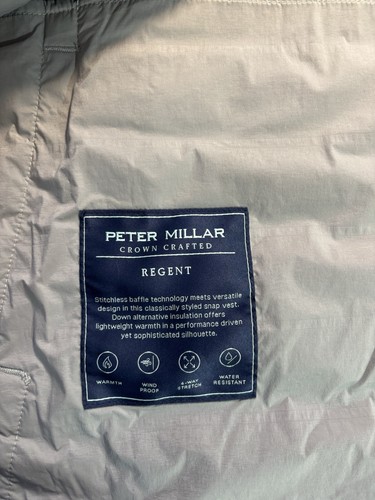 PETER MILLAR
CROWN CRAFTED
REGENT
Stitchless baffle technology meets versatile
design in this classically styled snap vest.
Down alternative insulation offers
lightweight warmth in a performance driven
yet sophisticated silhouette.
WARMTH
WIND
PROOF
4-WAY
STRETCH
WATER
RESISTANT